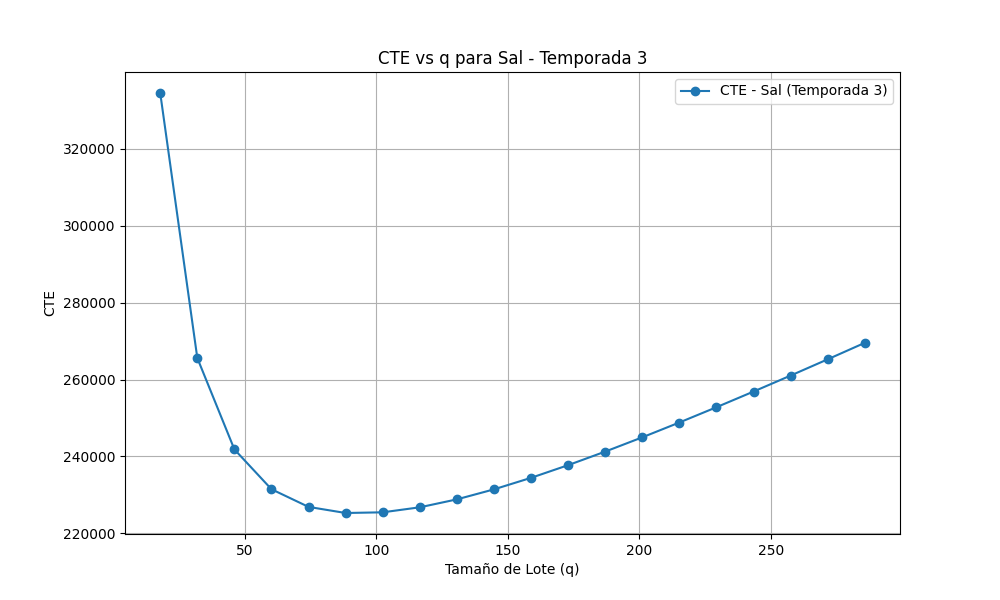 CTE vs q para Sal - Temporada 3
CTE - Sal (Temporada 3)
320000
300000
280000
260000
240000
220000
CTE
50 100 150 200 250
Tamaño de Lote (q)